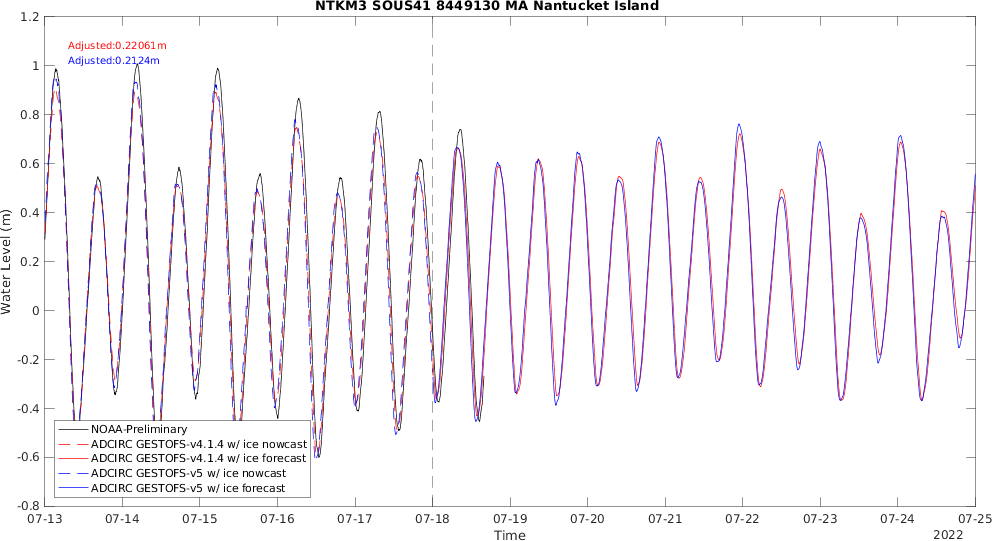 NTKM3 SOUS41 8449130 MA Nantucket Island
1.2
Adjusted:0.22061m
Adjusted:0.2124m
1
0.8
0.6
0.4
0.2
0
-0.2
-0.4
-0.6
-0.8
Water Level (m)
NOAA-Preliminary
ADCIRC GESTOFS-v4.1.4 w/ ice nowcast
ADCIRC GESTOFS-v4.1.4 w/ ice forecast
ADCIRC GESTOFS-v5 w/ ice nowcast
ADCIRC GESTOFS-v5 w/ ice forecast
07-13 07-14 07-15 07-16 07-17 07-18 07-19 07-20 07-21 07-22 07-23 07-24 07-25
Time
2022